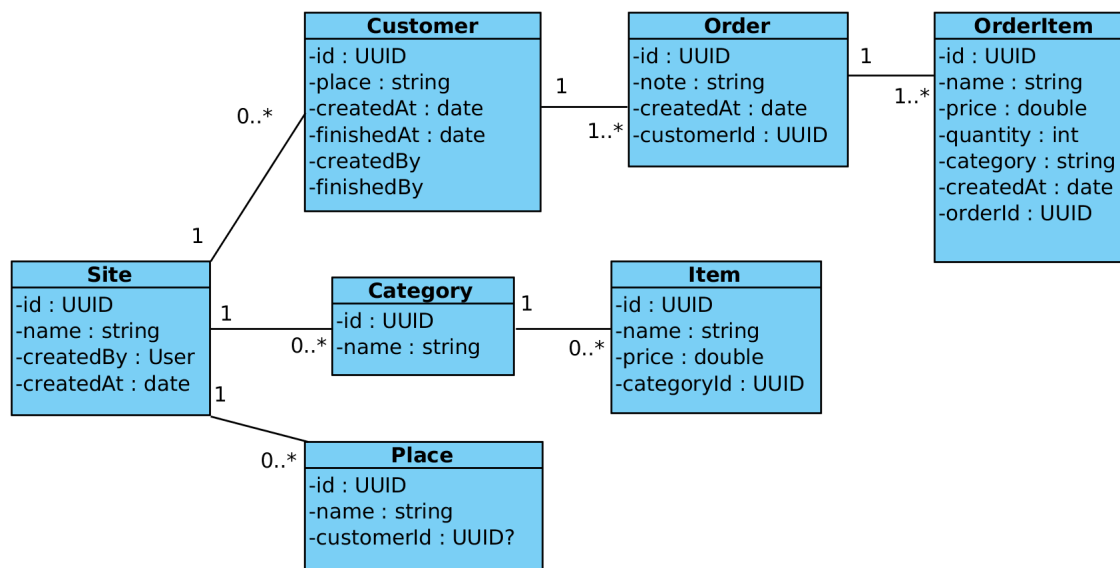 Customer
-id : UUID
-place : string
-createdAt : date
-finishedAt : date
-createdBy
-finishedBy
1
1..*
Order
-id : UUID
-note : string
-createdAt : date
-customerId : UUID
1
1..*
OrderItem
-id : UUID
-name : string
-price : double
-quantity : int
-category : string
-createdAt : date
-orderId : UUID
0..*
1
Site
-id : UUID
-name : string
-createdBy : User
-createdAt : date
1
0..*
Category
-id : UUID
-name : string
1
0..*
Item
-id : UUID
-name : string
-price : double
-categoryId : UUID
1
0..*
Place
-id : UUID
-name : string
-customerId : UUID?